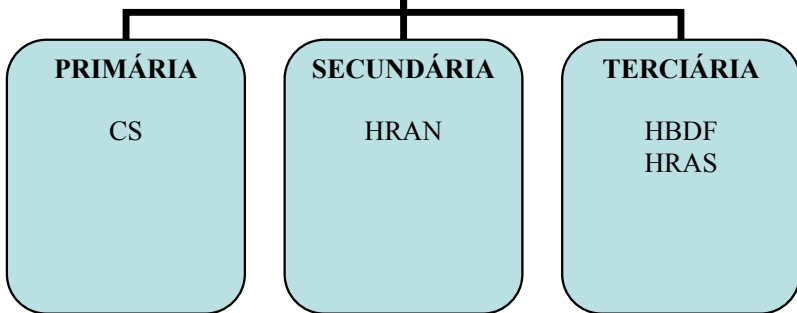 PRIMÁRIA
CS
SECUNDÁRIA
HRAN
TERCIÁRIA
HBDF
HRAS